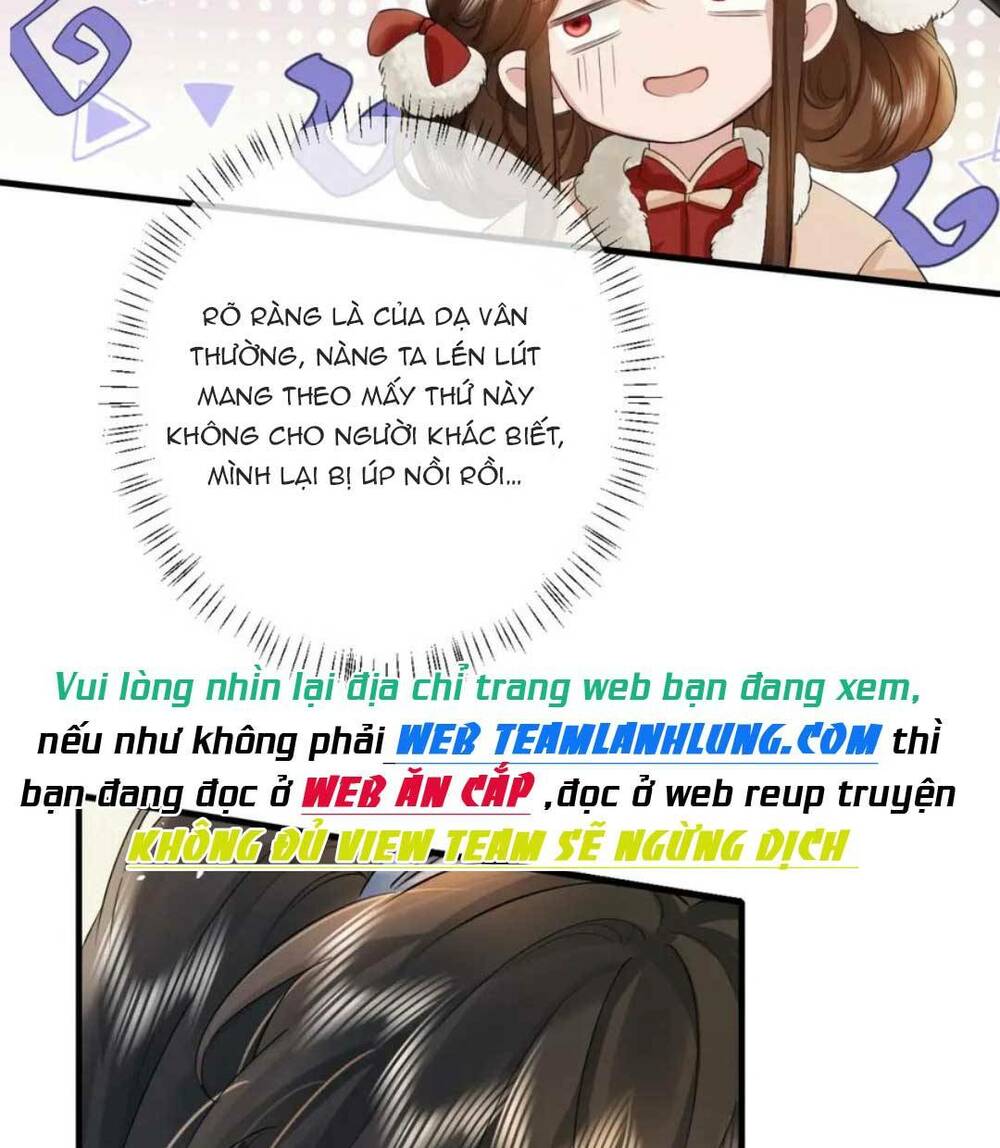 RÕ RÀNG LÀ CỦA DẠ VÂN
THƯỜNG, NÀNG TA LÉN LÚT
MANG THEO MẤY THỨ NÀY
KHÔNG CHO NGƯỜI KHÁC BIẾT,
MÌNH LẠI BỊ ÚP NỒI RỒI...
Vui lòng nhìn lại địa chỉ trang web bạn đang xem,
nếu như không phải WEB TEAMLANHLUNG.COM thì
bạn đang đọc ở WEB ĂN CẮP ,đọc ở web reup truyện
KHÔNG ĐỦ VIEW TEAM SẼ NGỪNG DỊCH